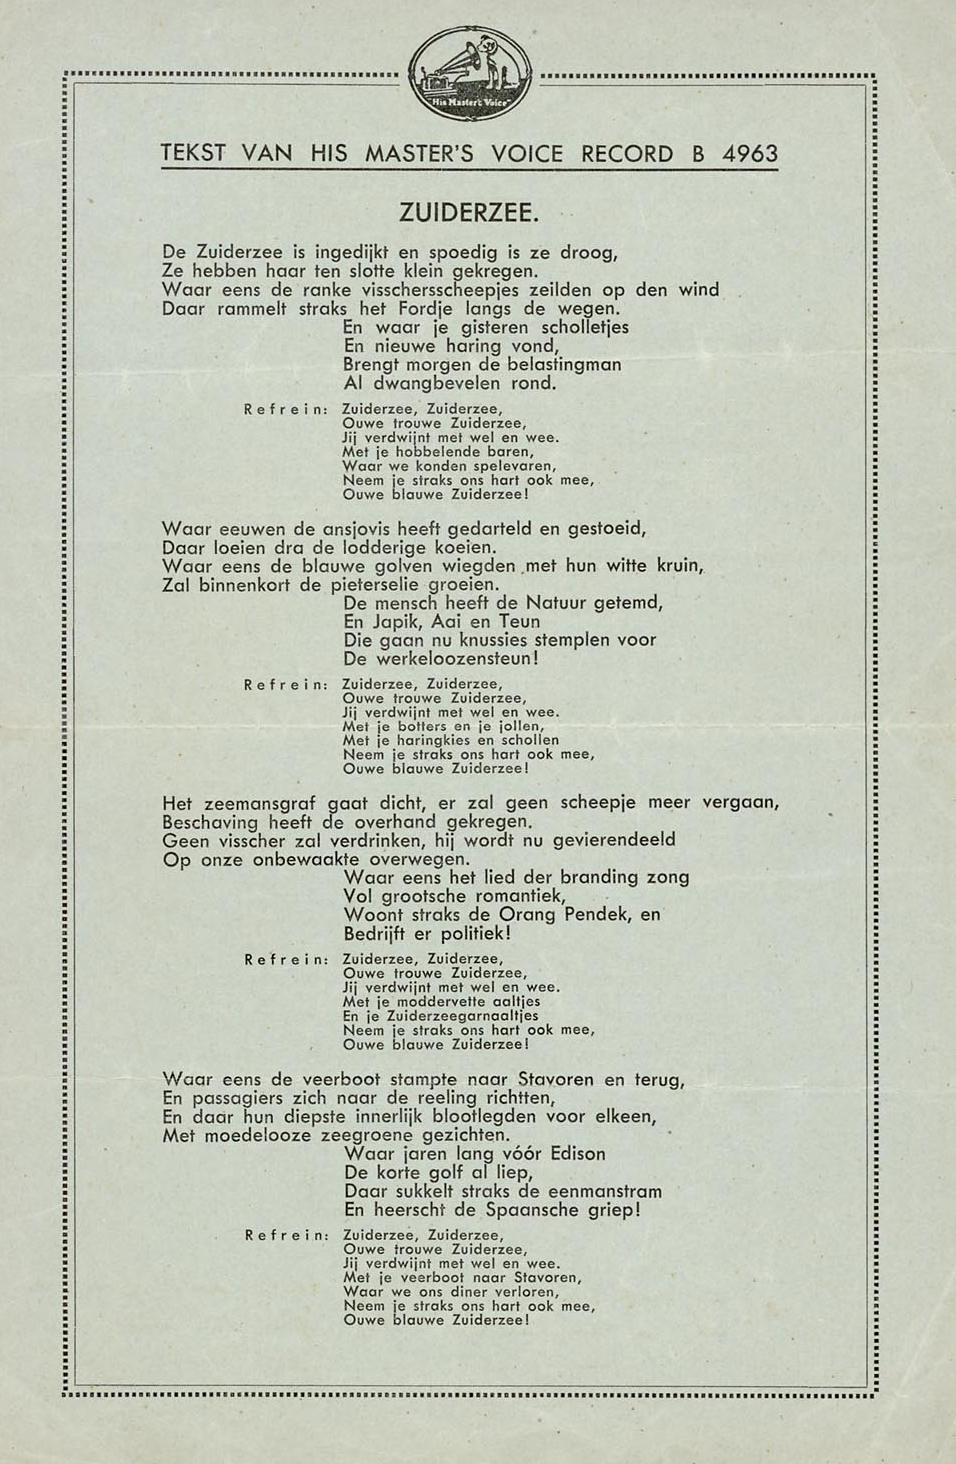 "His Master's Voice"
TEKST VAN HIS MASTER'S VOICE RECORD B 4963
ZUIDERZEE.
De Zuiderzee is ingedijkt en spoedig is ze droog,
Ze hebben haar ten slotte klein gekregen.
Waar eens de ranke visschersscheepjes zeilden op den wind
Daar rammelt straks het Fordje langs de wegen.
En waar je gisteren scholletjes
En nieuwe haring vond,
Brengt morgen de belastingman
Al dwangbevelen rond.
Refrein: Zuiderzee, Zuiderzee,
Ouwe trouwe Zuiderzee,
Jij verdwijnt met wel en wee.
Met je hobbelende baren,
Waar we konden spelevaren,
Neem je straks ons hart ook mee,
Ouwe blauwe Zuiderzee!
Waar eeuwen de ansjovis heeft gedarteld en gestoeid,
Daar loeien dra de lodderige koeien.
Waar eens de blauwe golven wiegden met hun witte kruin,
Zal binnenkort de pieterselie groeien.
De mensch heeft de Natuur getemd,
En Japik, Aai en Teun
Die gaan nu knussies stemplen voor
De werkeloozensteun!
Refrein: Zuiderzee, Zuiderzee,
Ouwe trouwe Zuiderzee,
Jij verdwijnt met wel en wee.
Met je botters en je jollen,
Met je haringkies en schollen
Neem je straks ons hart ook mee,
Ouwe blauwe Zuiderzee!
Het zeemansgraf gaat dicht, er zal geen scheepje meer vergaan,
Beschaving heeft de overhand gekregen.
Geen visscher zal verdrinken, hij wordt nu gevierendeeld
Op onze onbewaakte overwegen.
Waar eens het lied der branding zong
Vol grootsche romantiek,
Woont straks de Orang Pendek, en
Bedrijft er politiek!
Refrein: Zuiderzee, Zuiderzee,
Ouwe trouwe Zuiderzee,
Jij verdwijnt met wel en wee.
Met je moddervette aaltjes
En je Zuiderzeegarnaaltjes
Neem je straks ons hart ook mee,
Ouwe blauwe Zuiderzee!
Waar eens de veerboot stampte naar Stavoren en terug,
En passagiers zich naar de reeling richtten,
En daar hun diepste innerlijk blootlegden voor elkeen,
Met moedelooze zeegroene gezichten.
Waar jaren lang vóór Edison
De korte golf al liep,
Daar sukkelt straks de eenmanstram
En heerscht de Spaansche griep!
Refrein: Zuiderzee, Zuiderzee,
Ouwe trouwe Zuiderzee,
Jij verdwijnt met wel en wee.
Met je veerboot naar Stavoren,
Waar we ons diner verloren,
Neem je straks ons hart ook mee,
Ouwe blauwe Zuiderzee!